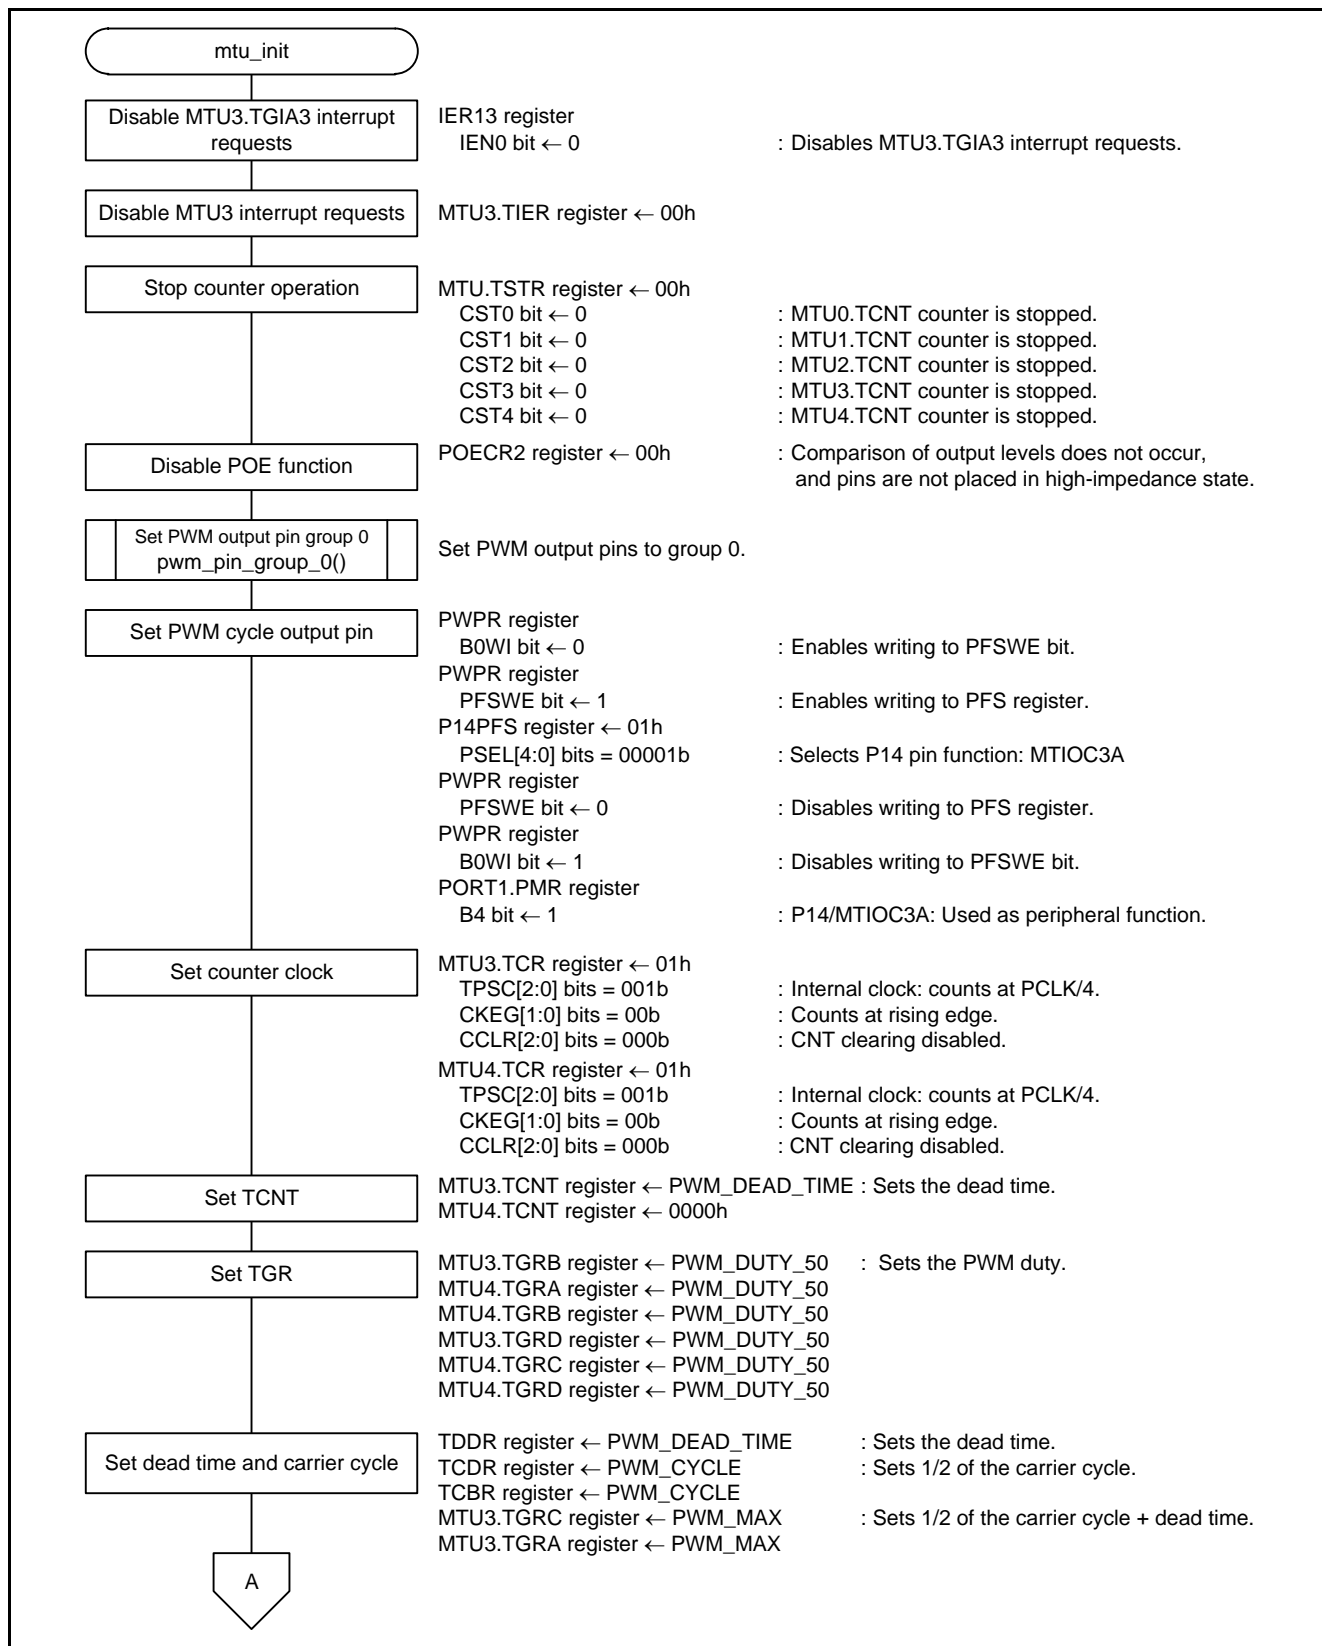 mtu_init
Disable MTU3.TGIA3 interrupt
requests
IER13 register
IEN0 bit ← 0 : Disables MTU3.TGIA3 interrupt requests.
Disable MTU3 interrupt requests
MTU3.TIER register ← 00h
Stop counter operation
MTU.TSTR register ← 00h
CST0 bit ← 0 : MTU0.TCNT counter is stopped.
CST1 bit ← 0 : MTU1.TCNT counter is stopped.
CST2 bit ← 0 : MTU2.TCNT counter is stopped.
CST3 bit ← 0 : MTU3.TCNT counter is stopped.
CST4 bit ← 0 : MTU4.TCNT counter is stopped.
Disable POE function
POECR2 register ← 00h : Comparison of output levels does not occur,
and pins are not placed in high-impedance state.
Set PWM output pin group 0
pwm_pin_group_0()
Set PWM output pins to group 0.
Set PWM cycle output pin
PWPR register
B0WI bit ← 0 : Enables writing to PFSWE bit.
PWPR register
PFSWE bit ← 1 : Enables writing to PFS register.
P14PFS register ← 01h
PSEL[4:0] bits = 00001b : Selects P14 pin function: MTIOC3A
PWPR register
PFSWE bit ← 0 : Disables writing to PFS register.
PWPR register
B0WI bit ← 1 : Disables writing to PFSWE bit.
PORT1.PMR register
B4 bit ← 1 : P14/MTIOC3A: Used as peripheral function.
Set counter clock
MTU3.TCR register ← 01h
TPSC[2:0] bits = 001b : Internal clock: counts at PCLK/4.
CKEG[1:0] bits = 00b : Counts at rising edge.
CCLR[2:0] bits = 000b : CNT clearing disabled.
MTU4.TCR register ← 01h
TPSC[2:0] bits = 001b : Internal clock: counts at PCLK/4.
CKEG[1:0] bits = 00b : Counts at rising edge.
CCLR[2:0] bits = 000b : CNT clearing disabled.
Set TCNT
MTU3.TCNT register ← PWM_DEAD_TIME : Sets the dead time.
MTU4.TCNT register ← 0000h
Set TGR
MTU3.TGRB register ← PWM_DUTY_50 : Sets the PWM duty.
MTU4.TGRA register ← PWM_DUTY_50
MTU4.TGRB register ← PWM_DUTY_50
MTU3.TGRD register ← PWM_DUTY_50
MTU4.TGRC register ← PWM_DUTY_50
MTU4.TGRD register ← PWM_DUTY_50
Set dead time and carrier cycle
TDDR register ← PWM_DEAD_TIME : Sets the dead time.
TCDR register ← PWM_CYCLE : Sets 1/2 of the carrier cycle.
TCBR register ← PWM_CYCLE
MTU3.TGRC register ← PWM_MAX : Sets 1/2 of the carrier cycle + dead time.
MTU3.TGRA register ← PWM_MAX
A